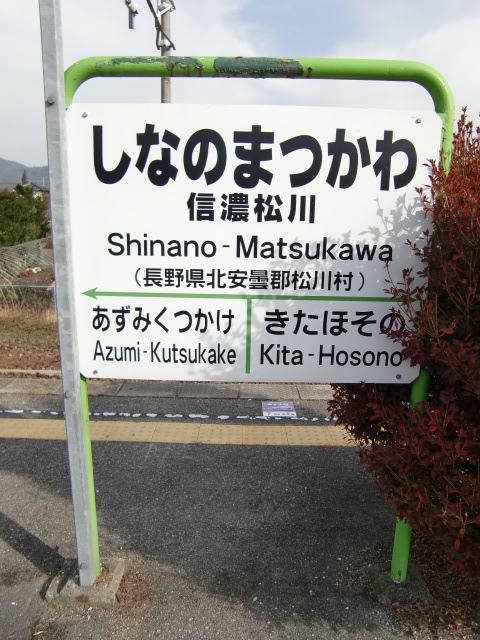 しなのまつかわ
信濃松川
Shinano-Matsukawa
（長野県北安曇郡松川村）
あずみくつかけ きたほその
Azumi-Kutsukake Kita-Hosono